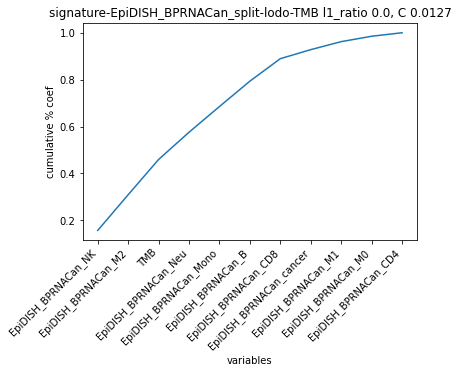 signature-EpiDISH_BPRNACan_split-lodo-TMB l1_ratio 0.0, C 0.0127
cumulative % coef
1.0
0.8
0.6
0.4
0.2
EpiDISH_BPRNACan_NK
EpiDISH_BPRNACan_M2
TMB
EpiDISH_BPRNACan_Neu
EpiDISH_BPRNACan_Mono
EpiDISH_BPRNACan_B
EpiDISH_BPRNACan_CD8
EpiDISH_BPRNACan_cancer
EpiDISH_BPRNACan_M1
EpiDISH_BPRNACan_M0
EpiDISH_BPRNACan_CD4
variables